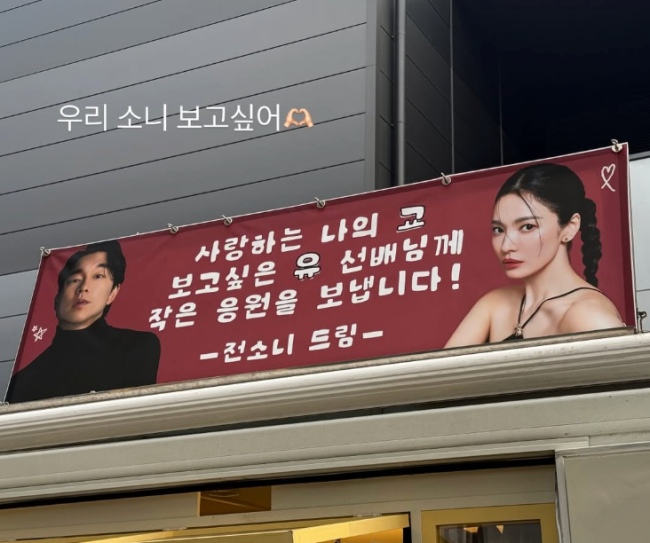 우리 소니 보고싶어🫶🏻
사랑하는 나의 교
보고싶은 유 선배님께
작은 응원을 보냅니다!
-전소니 드림-